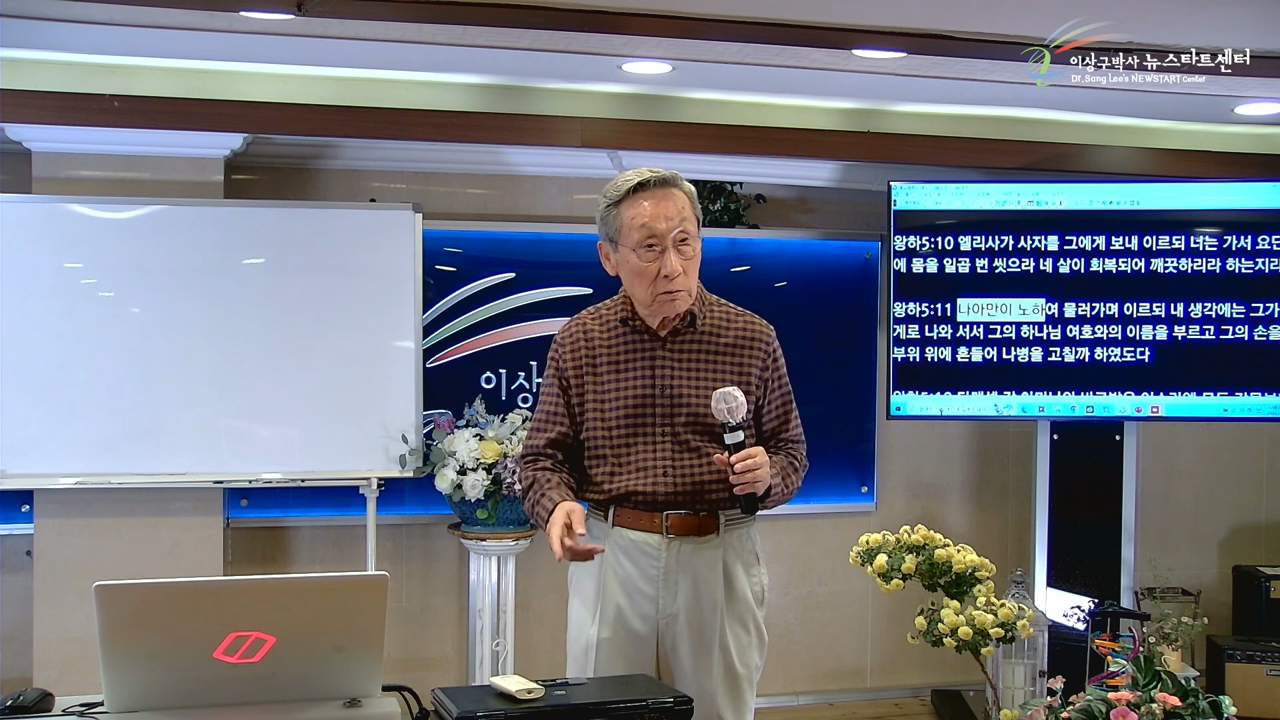 이상구박사 뉴스타트센터
Dr.Sang Lee's NEWSTART Center
왕하5:10 엘리사가 사자를 그에게 보내 이르되 너는 가서 요단
에 몸을 일곱 번 씻으라 네 살이 회복되어 깨끗하리라 하는지라
왕하5:11 나아만이 노하여 물러가며 이르되 내 생각에는 그가
게로 나와 서서 그의 하나님 여호와의 이름을 부르고 그의 손을
부위 위에 흔들어 나병을 고칠까 하였도다
이상